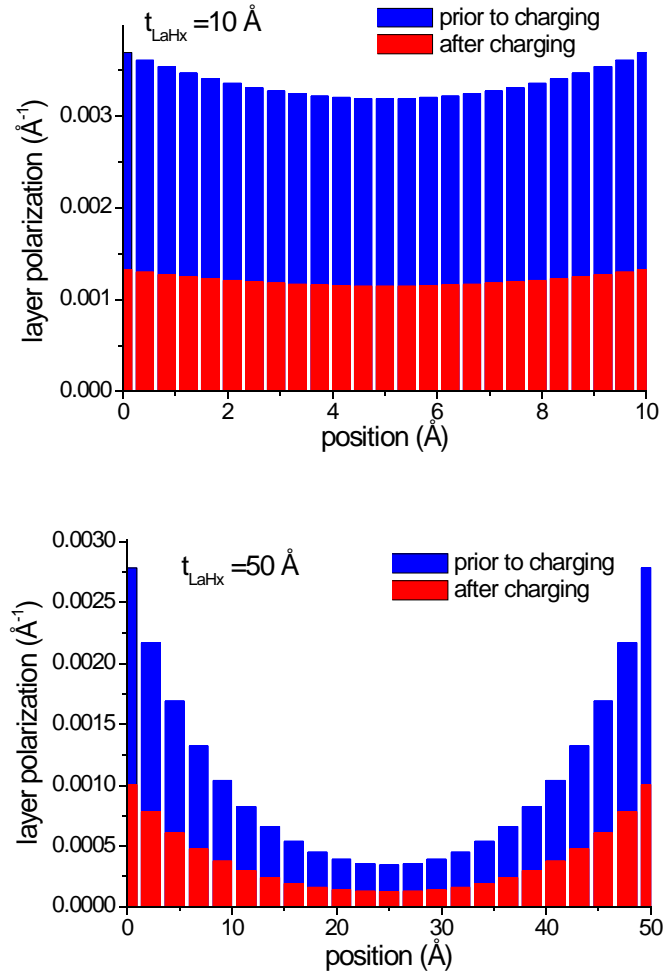 t_LaHx =10 Å
prior to charging
after charging
layer polarization (Å⁻¹)
0.003
0.002
0.001
0.000
0 2 4 6 8 10
position (Å)
t_LaHx =50 Å
prior to charging
after charging
layer polarization (Å⁻¹)
0.0030
0.0025
0.0020
0.0015
0.0010
0.0005
0.0000
0 10 20 30 40 50
position (Å)